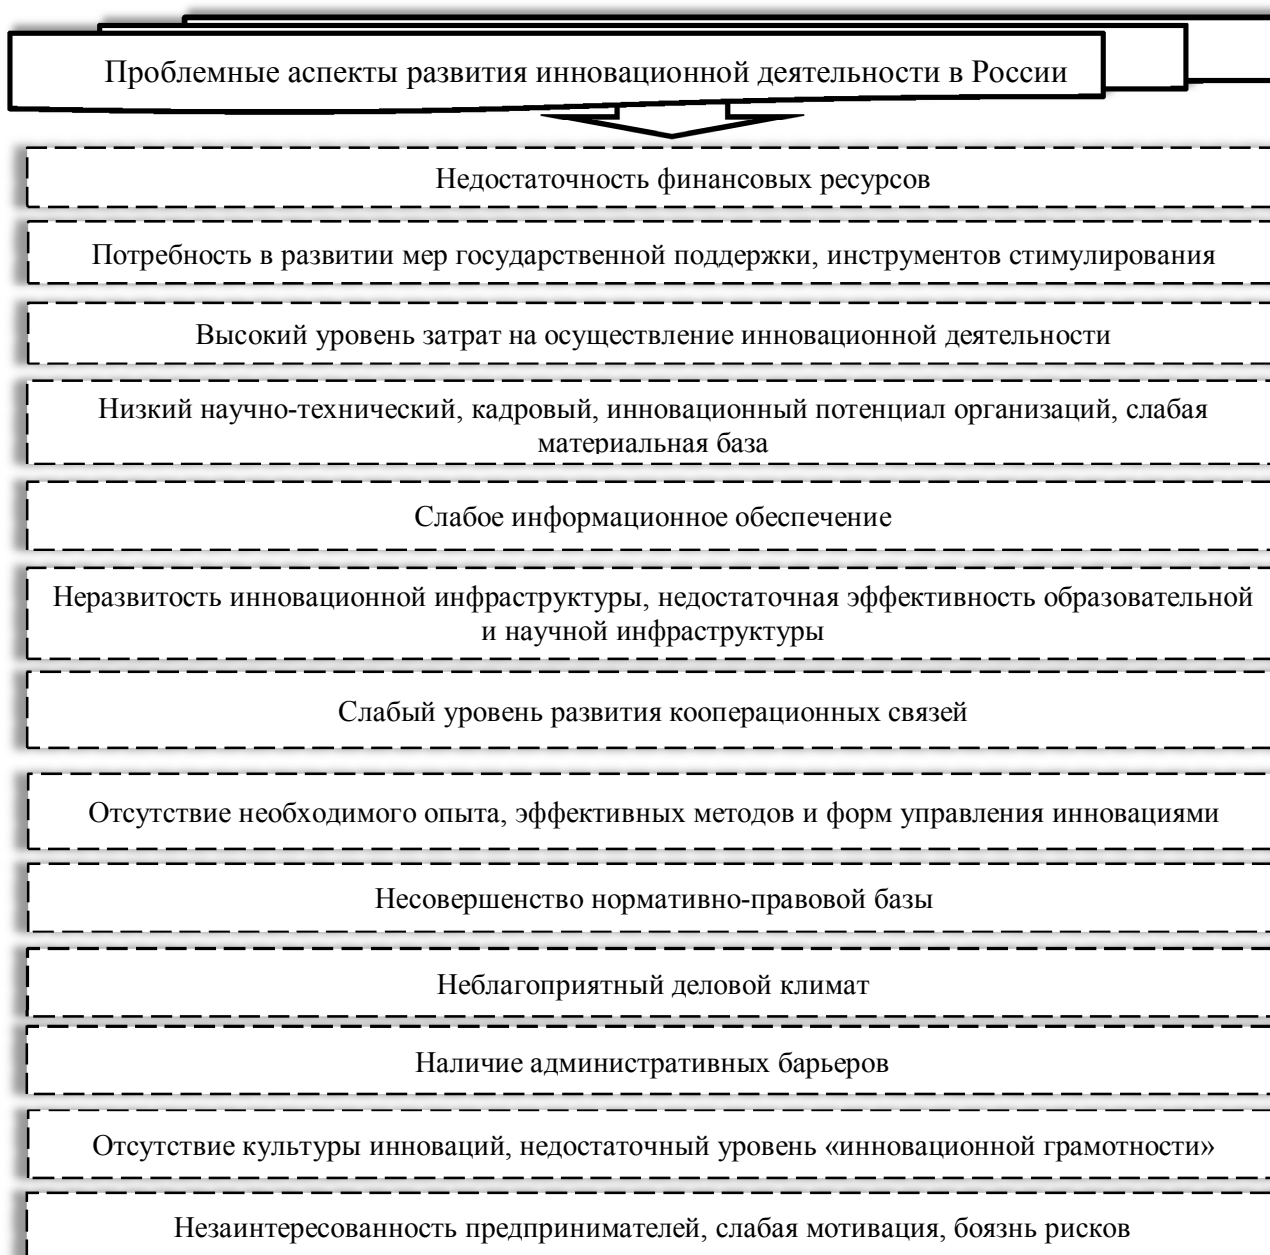 Проблемные аспекты развития инновационной деятельности в России
Недостаточность финансовых ресурсов
Потребность в развитии мер государственной поддержки, инструментов стимулирования
Высокий уровень затрат на осуществление инновационной деятельности
Низкий научно-технический, кадровый, инновационный потенциал организаций, слабая
материальная база
Слабое информационное обеспечение
Неразвитость инновационной инфраструктуры, недостаточная эффективность образовательной
и научной инфраструктуры
Слабый уровень развития кооперационных связей
Отсутствие необходимого опыта, эффективных методов и форм управления инновациями
Несовершенство нормативно-правовой базы
Неблагоприятный деловой климат
Наличие административных барьеров
Отсутствие культуры инноваций, недостаточный уровень «инновационной грамотности»
Незаинтересованность предпринимателей, слабая мотивация, боязнь рисков